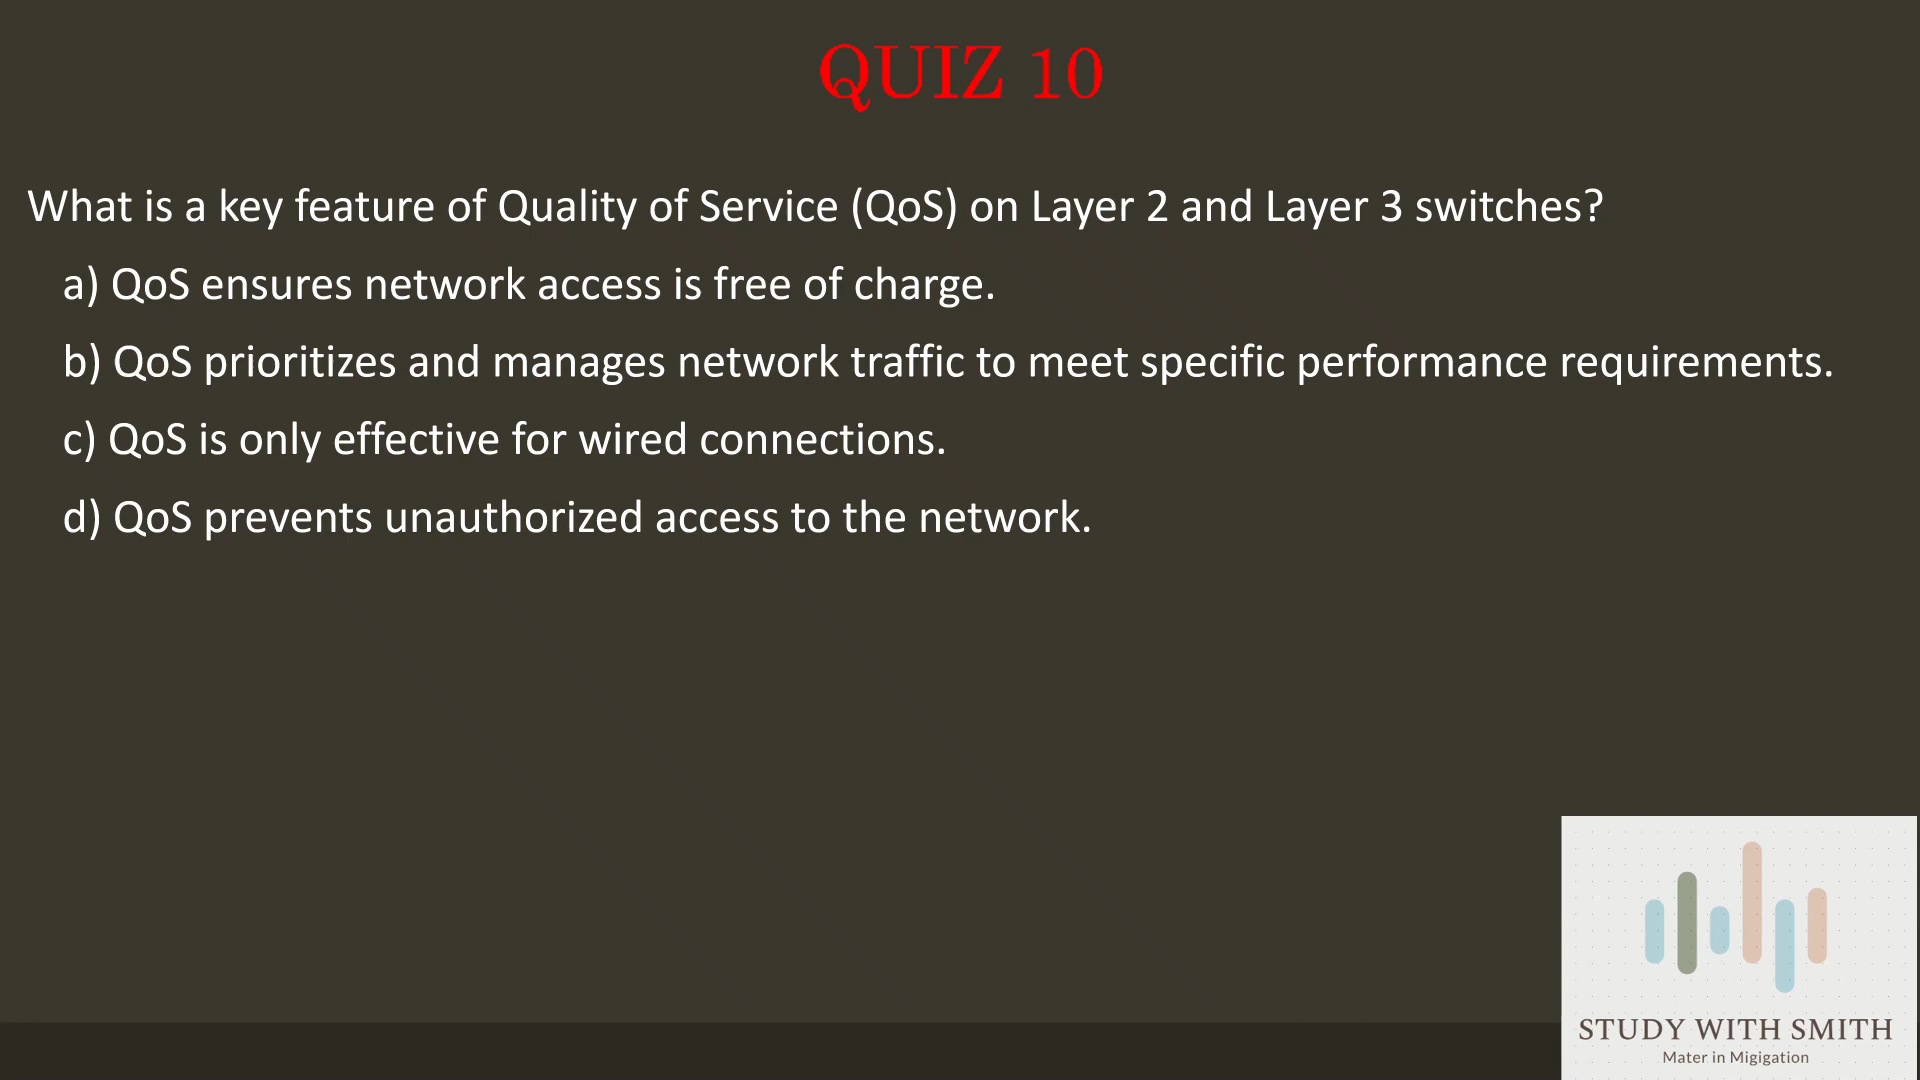 QUIZ 10
What is a key feature of Quality of Service (QoS) on Layer 2 and Layer 3 switches?
a) QoS ensures network access is free of charge.
b) QoS prioritizes and manages network traffic to meet specific performance requirements.
c) QoS is only effective for wired connections.
d) QoS prevents unauthorized access to the network.
STUDY WITH SMITH
Mater in Migigation